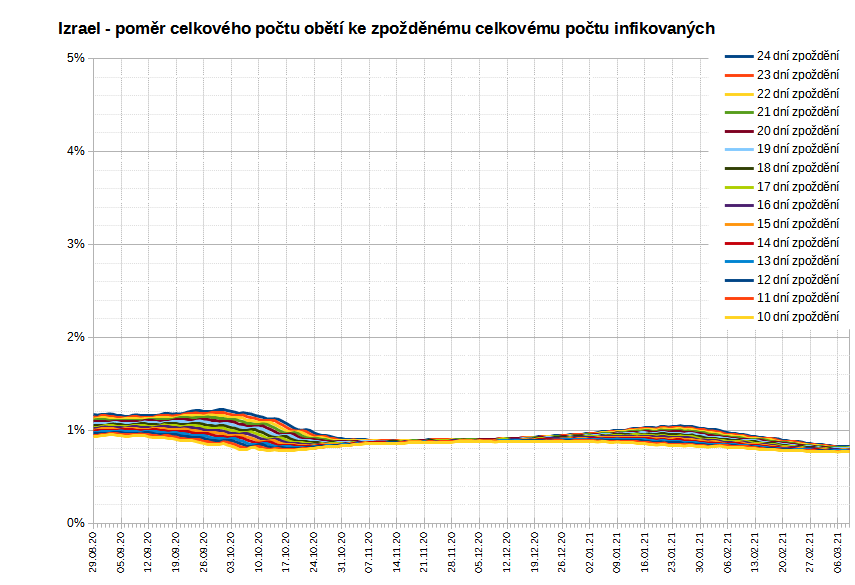 Izrael - poměr celkového počtu obětí ke zpožděnému celkovému počtu infikovaných
5%
4%
3%
2%
1%
0%
24 dní zpoždění
23 dní zpoždění
22 dní zpoždění
21 dní zpoždění
20 dní zpoždění
19 dní zpoždění
18 dní zpoždění
17 dní zpoždění
16 dní zpoždění
15 dní zpoždění
14 dní zpoždění
13 dní zpoždění
12 dní zpoždění
11 dní zpoždění
10 dní zpoždění
29.08.20
05.09.20
12.09.20
19.09.20
26.09.20
03.10.20
10.10.20
17.10.20
24.10.20
31.10.20
07.11.20
14.11.20
21.11.20
28.11.20
05.12.20
12.12.20
19.12.20
26.12.20
02.01.21
09.01.21
16.01.21
23.01.21
30.01.21
06.02.21
13.02.21
20.02.21
27.02.21
06.03.21